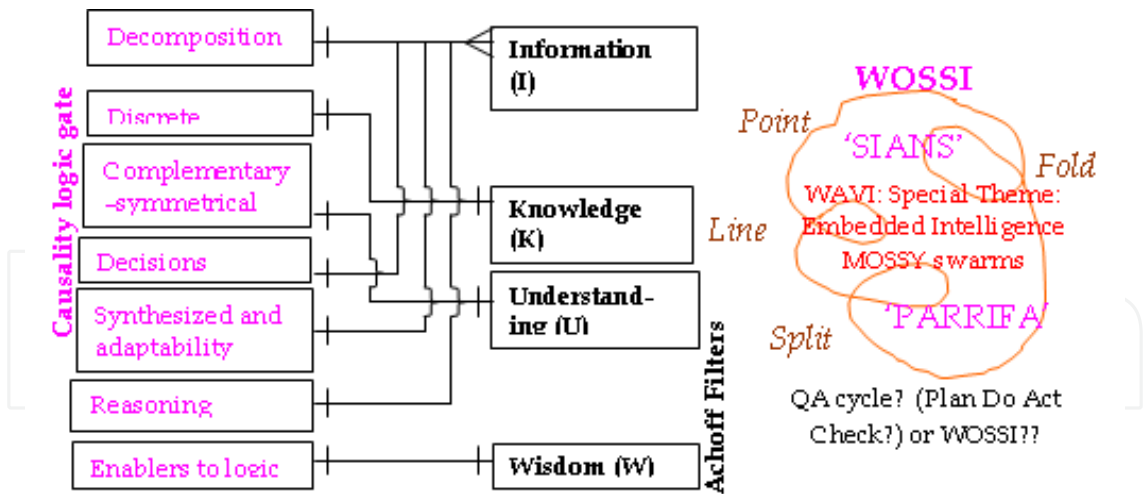 Causality logic gate
Decomposition
Discrete
Complementary
-symmetrical
Decisions
Synthesized and
adaptability
Reasoning
Enablers to logic
Information
(I)
Knowledge
(K)
Understand-
ing (U)
Wisdom (W)
Achoff Filters
WOSSI
Point
'SIANS'
Fold
WAVI: Special Theme:
Line
Embedded Intelligence
MOSSY swarms
'PARRIFA'
Split
QA cycle? (Plan Do Act
Check?) or WOSSI??